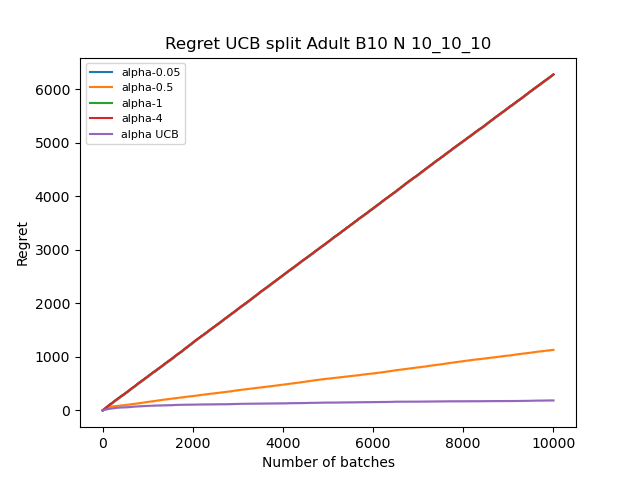 Regret UCB split Adult B10 N 10_10_10
alpha-0.05
alpha-0.5
alpha-1
alpha-4
alpha UCB
Regret
6000
5000
4000
3000
2000
1000
0
0 2000 4000 6000 8000 10000
Number of batches